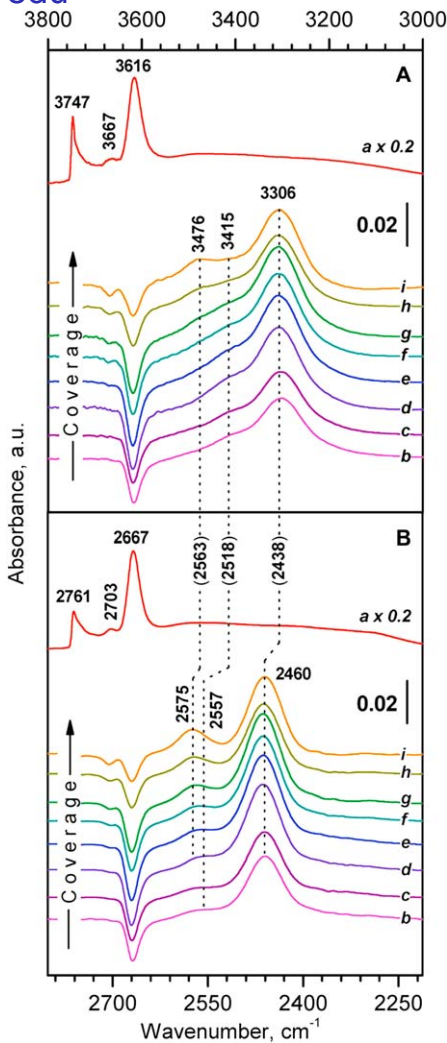 3800 3600 3400 3200 3000
A
3616
3747
3667
a x 0.2
3306
0.02
3476
3415
Coverage
i
h
g
f
e
d
c
b
Absorbance, a.u.
B
2667
(2563)
(2518)
(2438)
2761
2703
a x 0.2
2575
2557
2460
0.02
Coverage
i
h
g
f
e
d
c
b
2700 2550 2400 2250
Wavenumber, cm-1